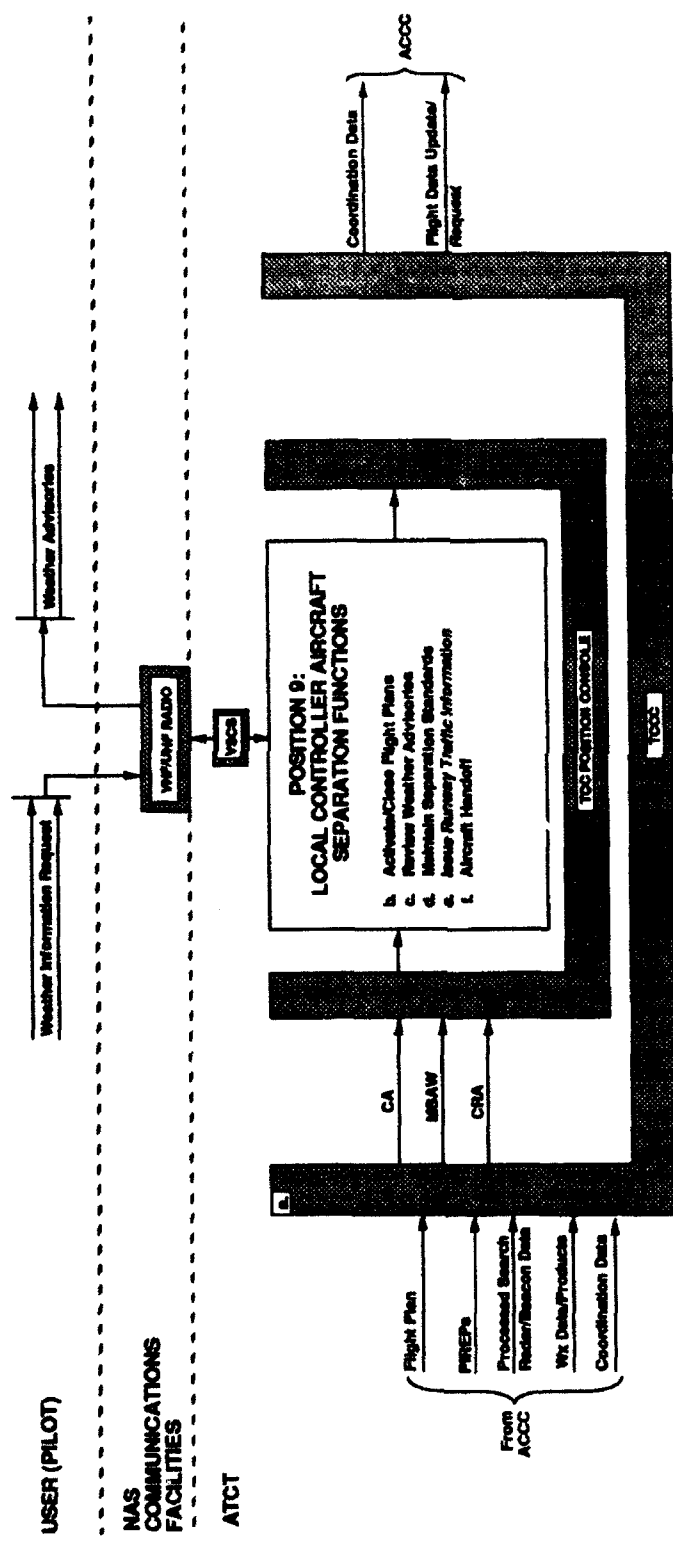 USER (PILOT)
Weather Information Request
Weather Advisories
NAS
COMMUNICATIONS
FACILITIES
VHF/UHF RADIO
ATCT
VSCS
a.
From
ACCC
Flight Plan
PIREPs
Processed Search
Radar/Beacon Data
Wx Data/Products
Coordination Data
CA
MSAW
CRA
POSITION 9:
LOCAL CONTROLLER AIRCRAFT
SEPARATION FUNCTIONS
b. Activate/Close Flight Plans
c. Review Weather Advisories
d. Maintain Separation Standards
e. Issue Runway Traffic Information
f. Aircraft Handoff
TCC POSITION CONSOLE
TCCC
Coordination Data
Flight Data Update/
Request
ACCC